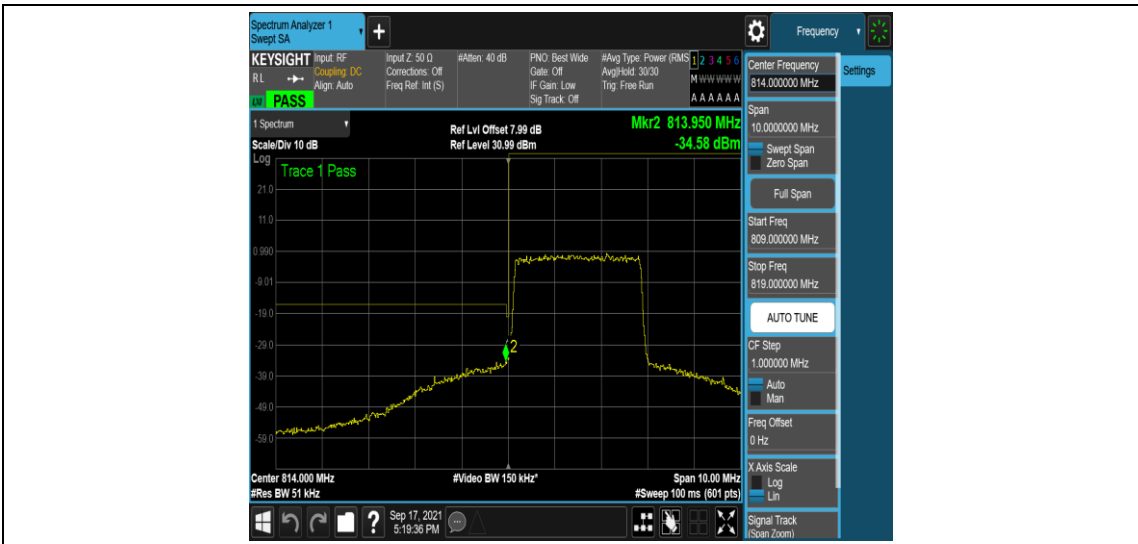 Spectrum Analyzer 1
Swept SA
+
Frequency
KEYSIGHT
RL
LXI PASS
Input: RF
Coupling: DC
Align: Auto
Input Z: 50 Ω
Corrections: Off
Freq Ref: Int (S)
#Atten: 40 dB
PNO: Best Wide
Gate: Off
IF Gain: Low
Sig Track: Off
#Avg Type: Power (RMS
Avg|Hold: 30/30
Trig: Free Run
1 2 3 4 5 6
M W W W W W
A A A A A A
1 Spectrum
Scale/Div 10 dB
Ref Lvl Offset 7.99 dB
Ref Level 30.99 dBm
Mkr2 813.950 MHz
-34.58 dBm
Log
Trace 1 Pass
21.0
11.0
0.990
-9.01
-19.0
-29.0
-39.0
-49.0
-59.0
2
Center 814.000 MHz
#Res BW 51 kHz
#Video BW 150 kHz*
Span 10.00 MHz
#Sweep 100 ms (601 pts)
?
Sep 17, 2021
5:19:36 PM
Center Frequency
814.000000 MHz
Settings
Span
10.0000000 MHz
Swept Span
Zero Span
Full Span
Start Freq
809.000000 MHz
Stop Freq
819.000000 MHz
AUTO TUNE
CF Step
1.000000 MHz
Auto
Man
Freq Offset
0 Hz
X Axis Scale
Log
Lin
Signal Track
(Span Zoom)